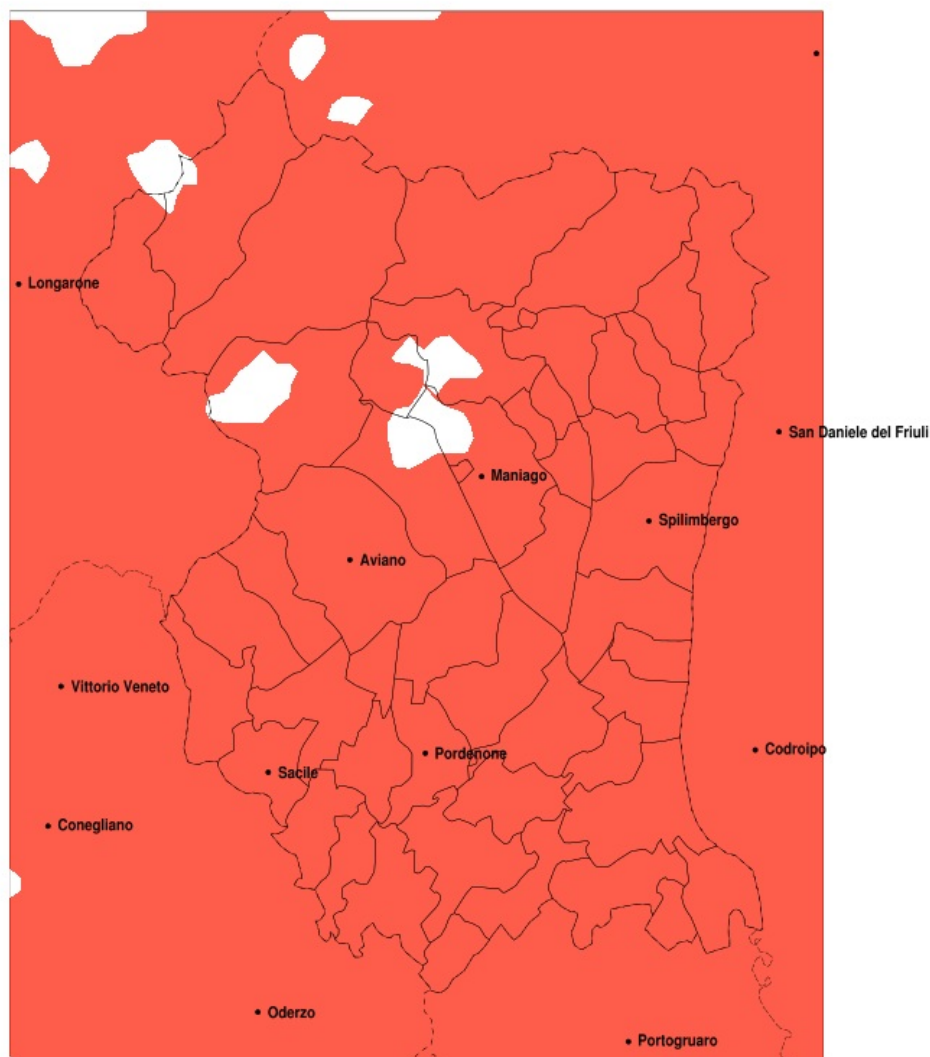 Longarone
San Daniele del Friuli
Maniago
Spilimbergo
Aviano
Vittorio Veneto
Codroipo
Pordenone
Sacile
Conegliano
Oderzo
Portogruaro